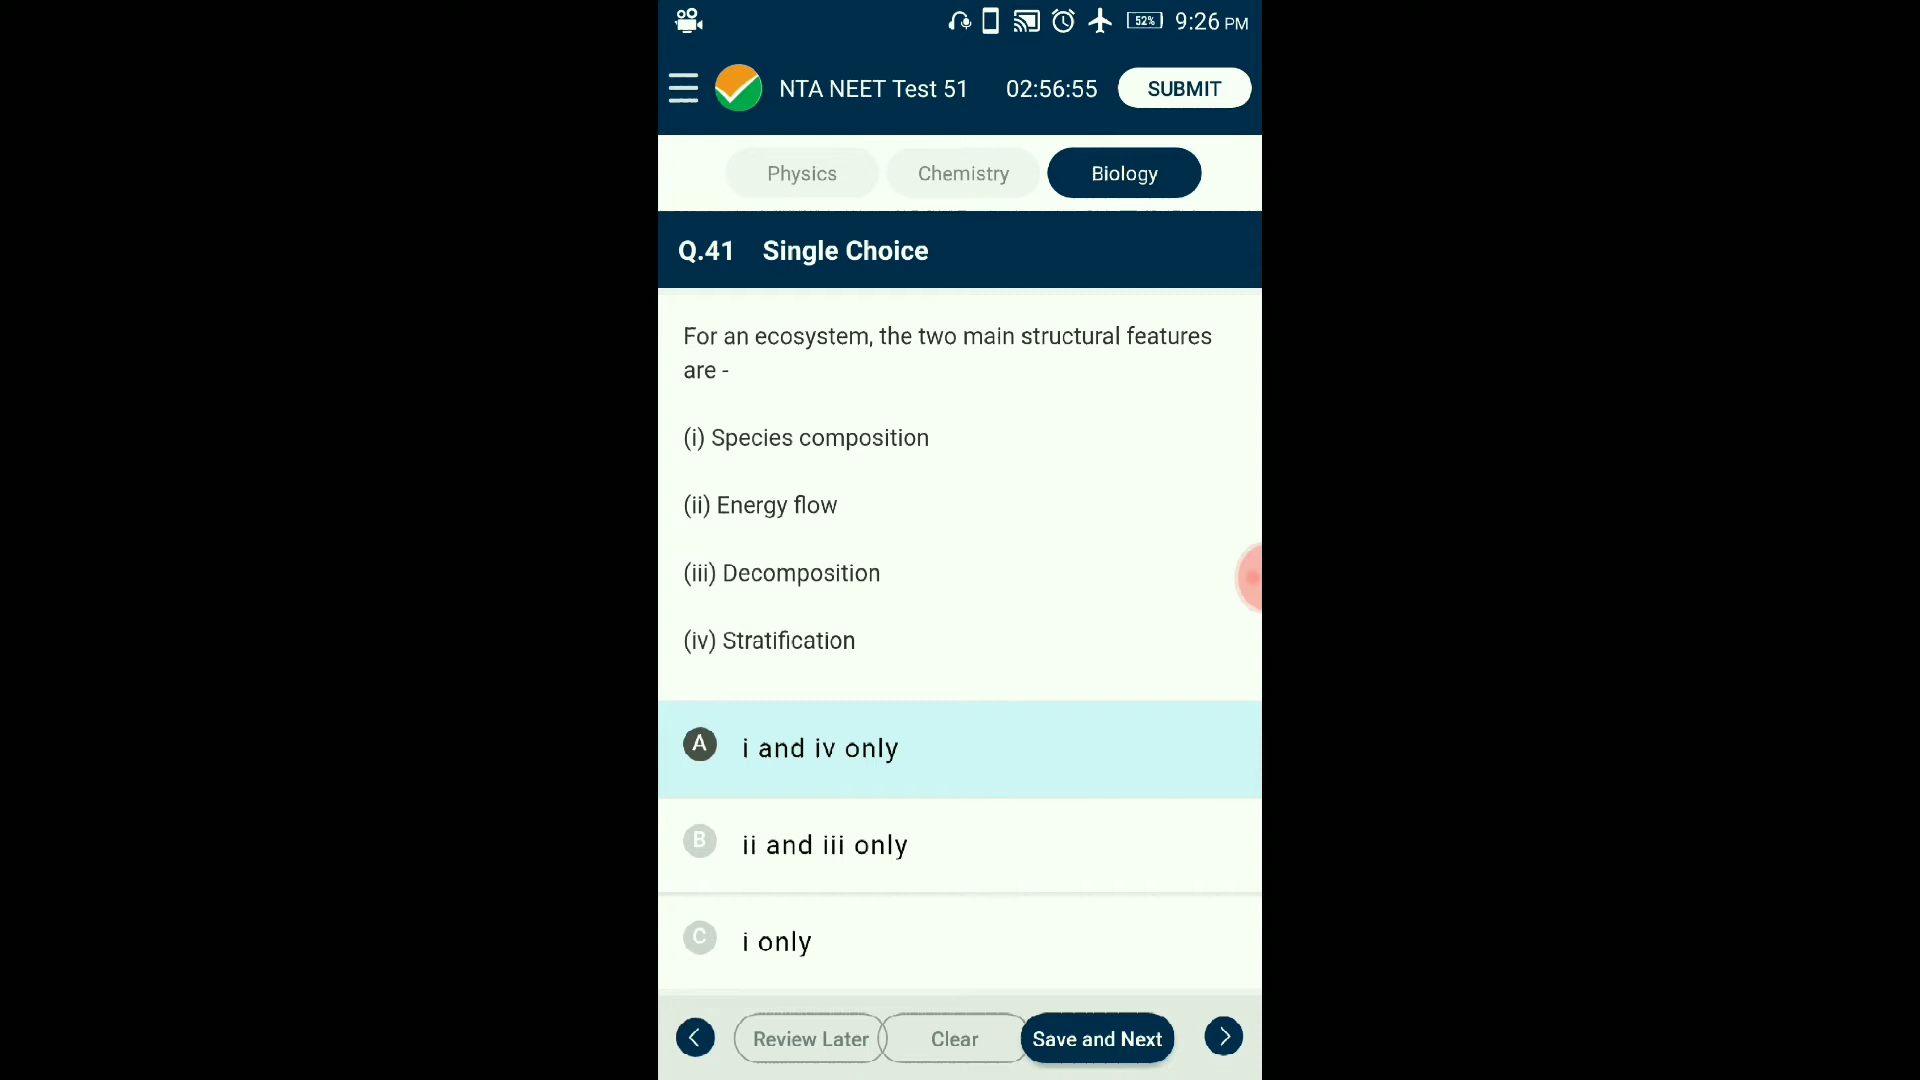 52% 9:26 PM
NTA NEET Test 51 02:56:55 SUBMIT
Physics Chemistry Biology
Q.41 Single Choice
For an ecosystem, the two main structural features
are -
(i) Species composition
(ii) Energy flow
(iii) Decomposition
(iv) Stratification
A i and iv only
B ii and iii only
C i only
Review Later Clear Save and Next